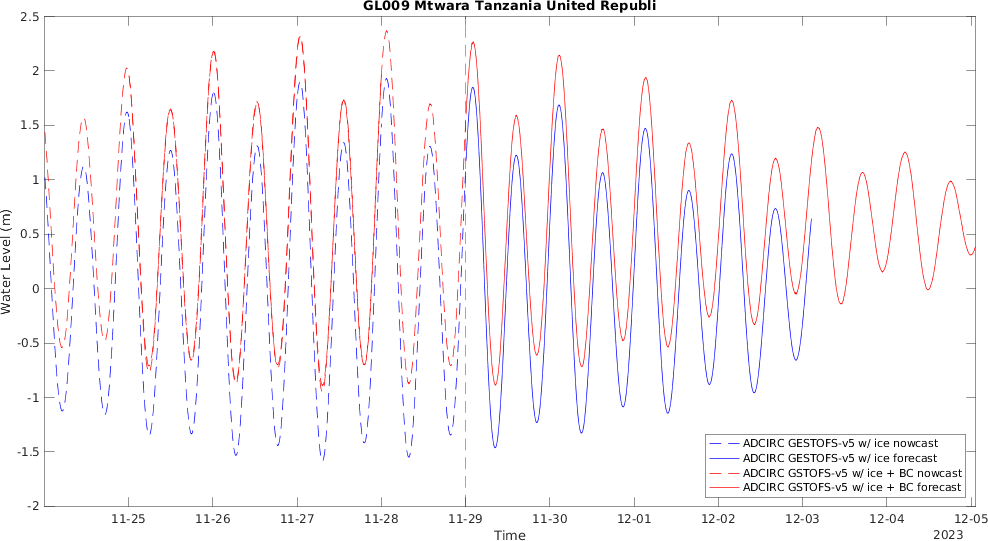 GL009 Mtwara Tanzania United Republi
2.5
2
1.5
1
0.5
0
-0.5
-1
-1.5
-2
Water Level (m)
11-25 11-26 11-27 11-28 11-29 11-30 12-01 12-02 12-03 12-04 12-05
Time
2023
ADCIRC GESTOFS-v5 w/ ice nowcast
ADCIRC GESTOFS-v5 w/ ice forecast
ADCIRC GSTOFS-v5 w/ ice + BC nowcast
ADCIRC GSTOFS-v5 w/ ice + BC forecast